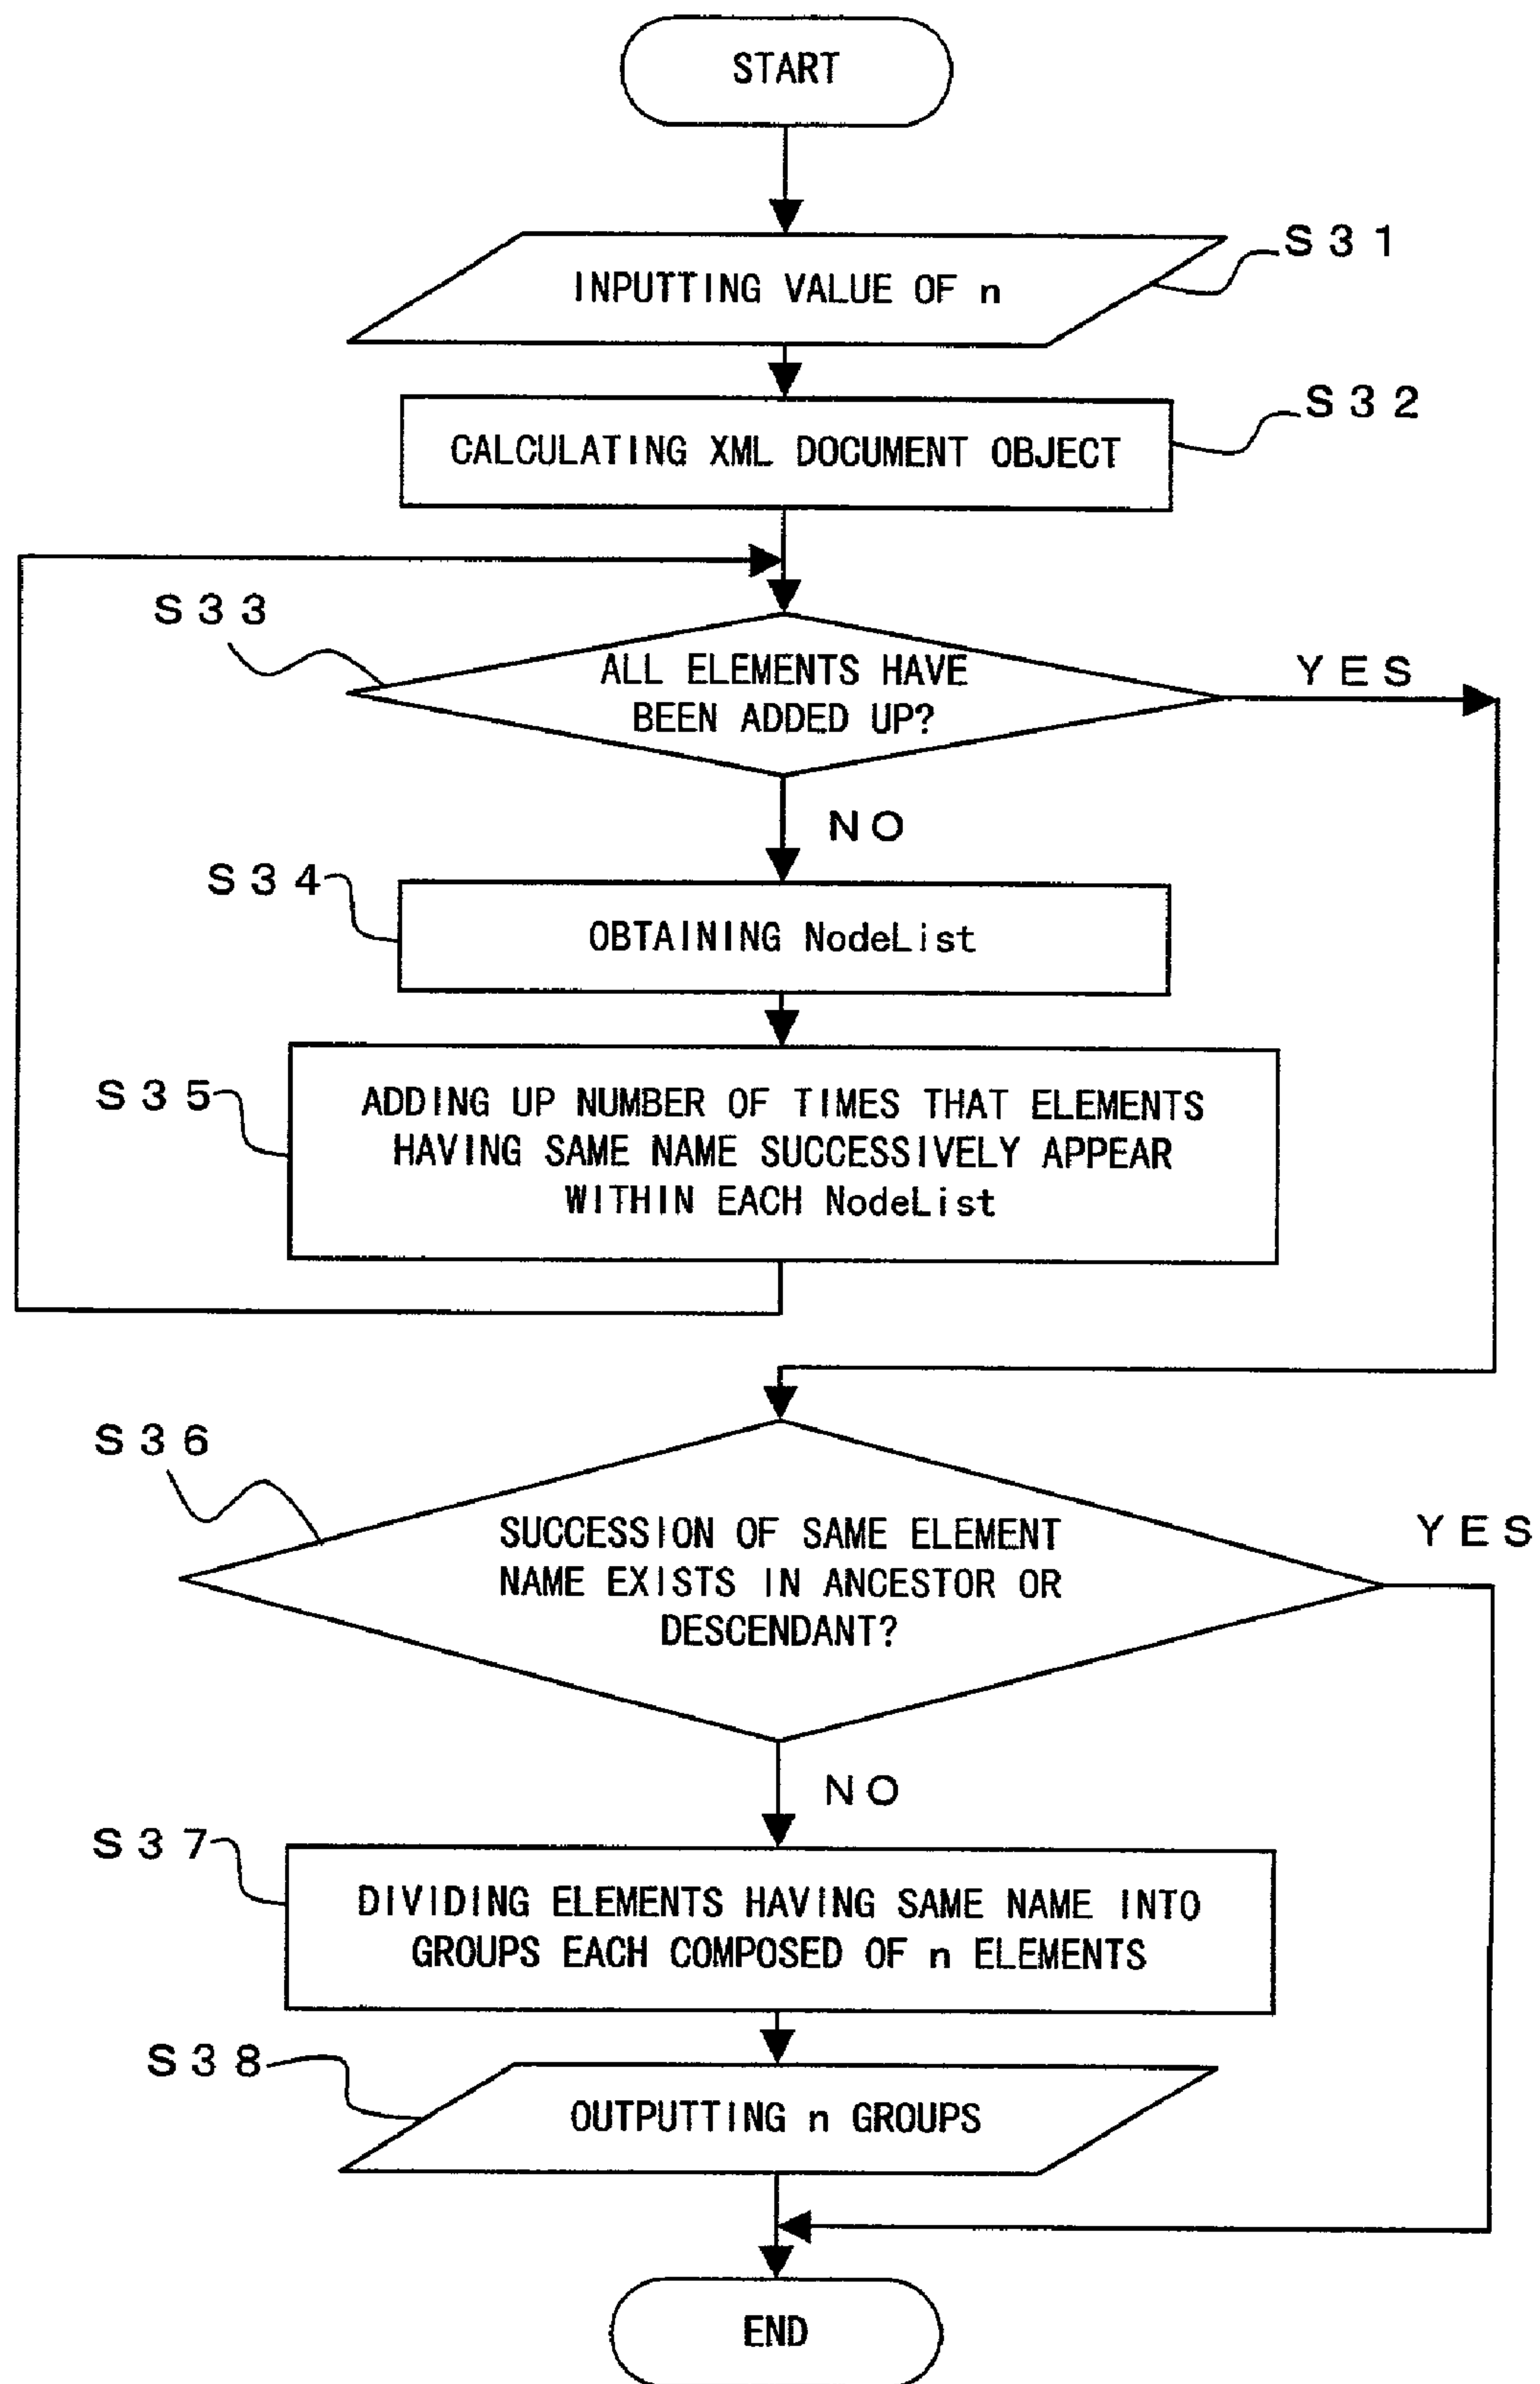 START
S31
INPUTTING VALUE OF n
S32
CALCULATING XML DOCUMENT OBJECT
S33
ALL ELEMENTS HAVE
BEEN ADDED UP?
YES
NO
S34
OBTAINING NodeList
S35
ADDING UP NUMBER OF TIMES THAT ELEMENTS
HAVING SAME NAME SUCCESSIVELY APPEAR
WITHIN EACH NodeList
S36
SUCCESSION OF SAME ELEMENT
NAME EXISTS IN ANCESTOR OR
DESCENDANT?
YES
NO
S37
DIVIDING ELEMENTS HAVING SAME NAME INTO
GROUPS EACH COMPOSED OF n ELEMENTS
S38
OUTPUTTING n GROUPS
END